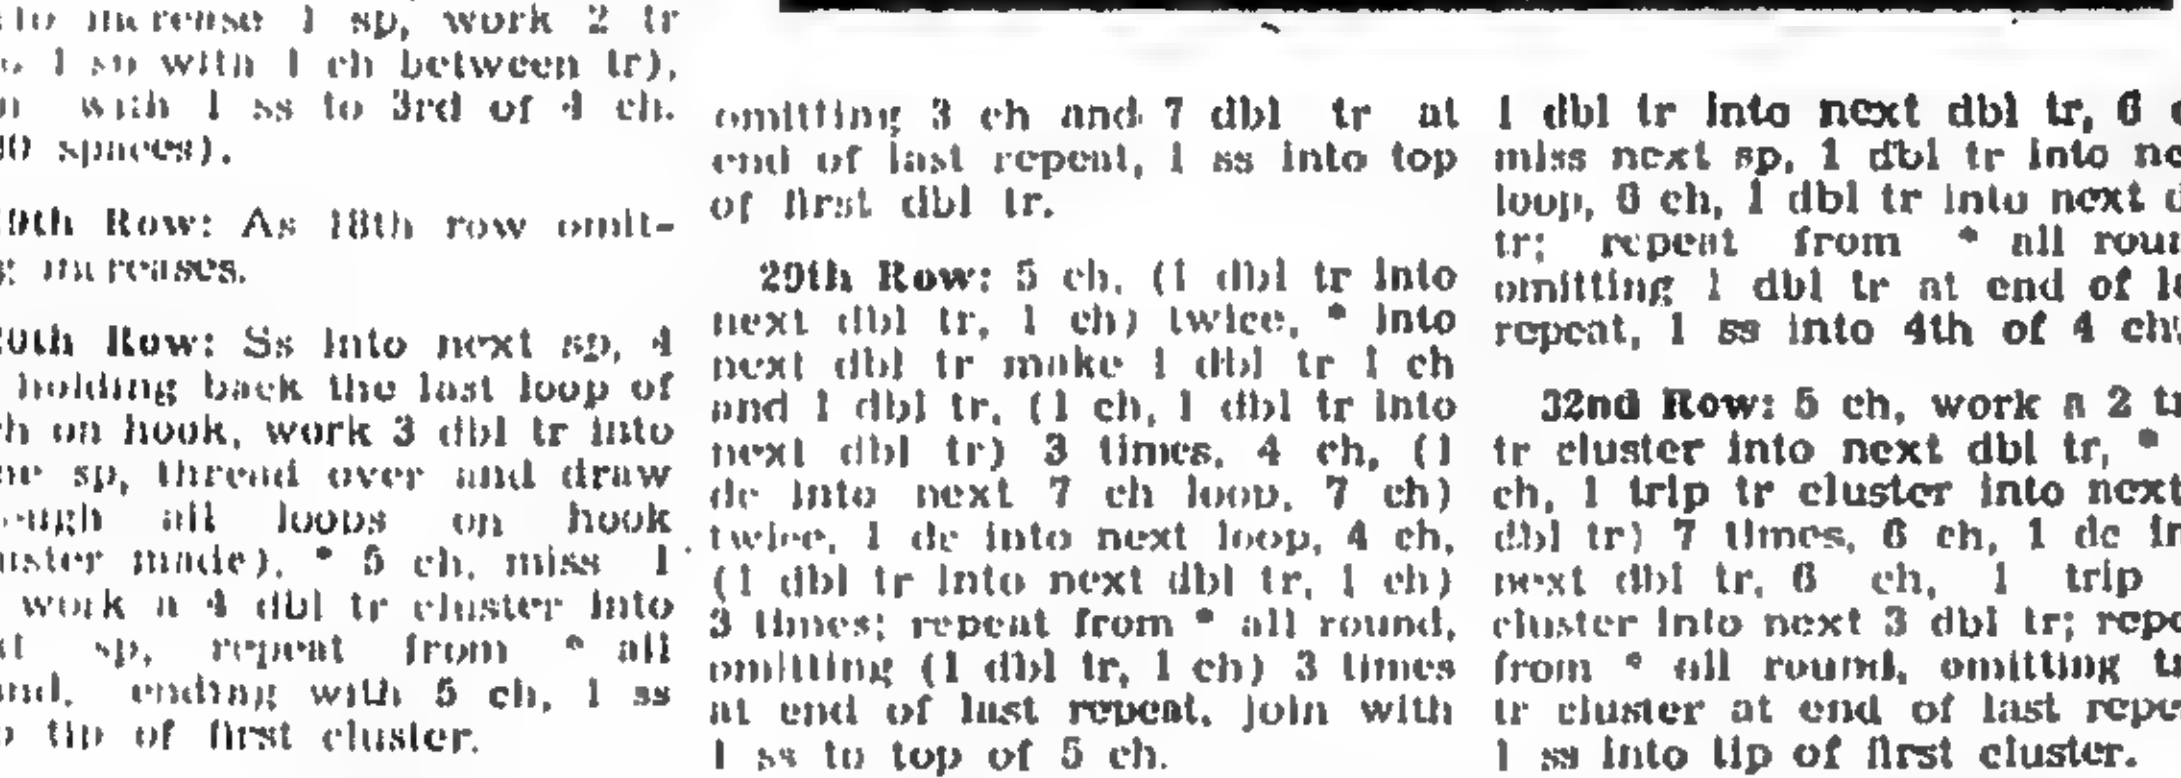 to increase 1 sp, work 2 tr
1 sp with 1 ch between tr),
with 1 ss to 3rd of 4 ch.
spaces).
19th Row: As 18th row omit-
increases.
20th Row: Ss into next sp, 4
holding back the last loop of
on hook, work 3 dbl tr into
sp, thread over and draw
all loops on hook
made). * 5 ch, miss 1
work a 4 dbl tr cluster into
sp, repeat from * all
ending with 5 ch, 1 ss
tip of first cluster.
omitting 3 ch and 7 dbl tr at
end of last repeat, 1 ss into top
of first dbl tr.
29th Row: 5 ch, (1 dbl tr into
next dbl tr, 1 ch) twice, * into
next dbl tr make 1 dbl tr 1 ch
and 1 dbl tr, (1 ch, 1 dbl tr into
next dbl tr) 3 times, 4 ch, (1
dc into next 7 ch loop, 7 ch)
twice, 1 dc into next loop, 4 ch,
(1 dbl tr into next dbl tr, 1 ch)
3 times; repeat from * all round,
omitting (1 dbl tr, 1 ch) 3 times
at end of last repeat, join with
1 ss to top of 5 ch.
1 dbl tr into next dbl tr, 6
miss next sp, 1 dbl tr into
loop, 6 ch, 1 dbl tr into next
tr; repeat from * all
omitting 1 dbl tr at end of
repeat, 1 ss into 4th of 4 ch.
32nd Row: 5 ch, work a 2
tr cluster into next dbl tr, *
ch, 1 trip tr cluster into next
dbl tr) 7 times, 6 ch, 1 dc
next dbl tr, 6 ch, 1 trip
cluster into next 3 dbl tr;
from * all round, omitting
tr cluster at end of last
1 ss into tip of first cluster.